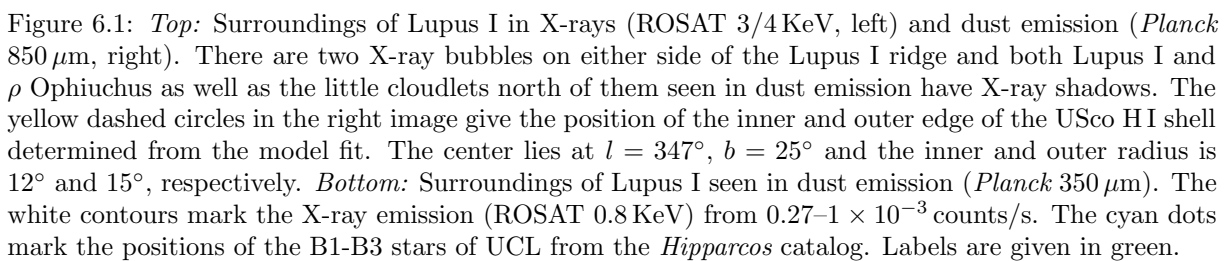 Figure 6.1: Top: Surroundings of Lupus I in X-rays (ROSAT 3/4 KeV, left) and dust emission (Planck
850 μm, right). There are two X-ray bubbles on either side of the Lupus I ridge and both Lupus I and
ρ Ophiuchus as well as the little cloudlets north of them seen in dust emission have X-ray shadows. The
yellow dashed circles in the right image give the position of the inner and outer edge of the USco H I shell
determined from the model fit. The center lies at l = 347°, b = 25° and the inner and outer radius is
12° and 15°, respectively. Bottom: Surroundings of Lupus I seen in dust emission (Planck 350 μm). The
white contours mark the X-ray emission (ROSAT 0.8 KeV) from 0.27–1 × 10⁻³ counts/s. The cyan dots
mark the positions of the B1-B3 stars of UCL from the Hipparcos catalog. Labels are given in green.